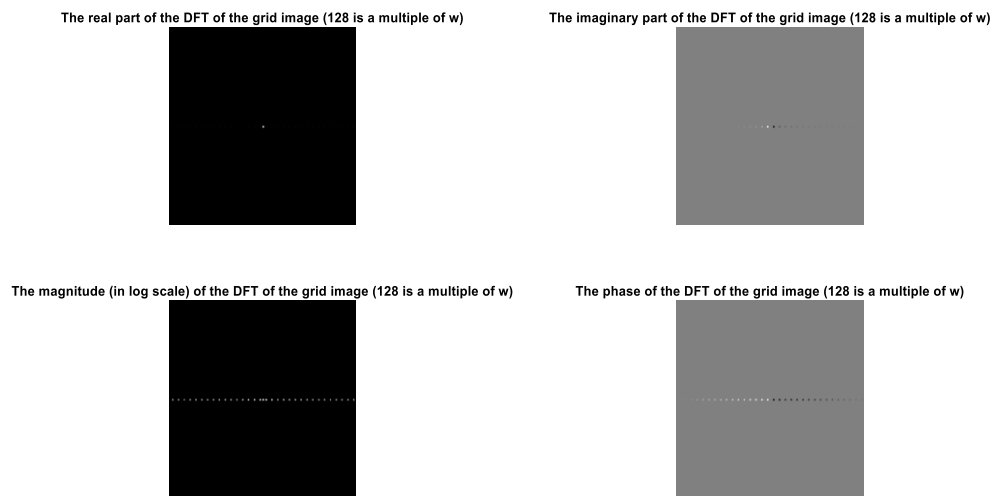 The real part of the DFT of the grid image (128 is a multiple of w)
The imaginary part of the DFT of the grid image (128 is a multiple of w)
The magnitude (in log scale) of the DFT of the grid image (128 is a multiple of w)
The phase of the DFT of the grid image (128 is a multiple of w)